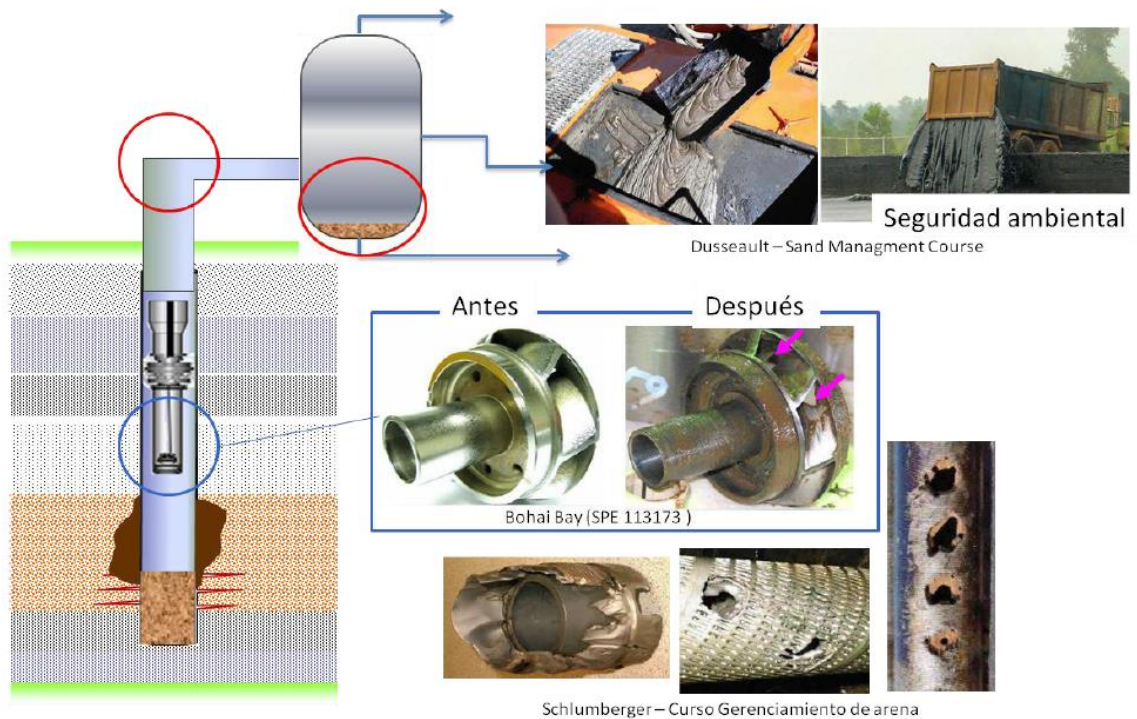 Seguridad ambiental
Dusseault – Sand Managment Course
Antes
Después
Bohai Bay (SPE 113173 )
Schlumberger – Curso Gerenciamiento de arena